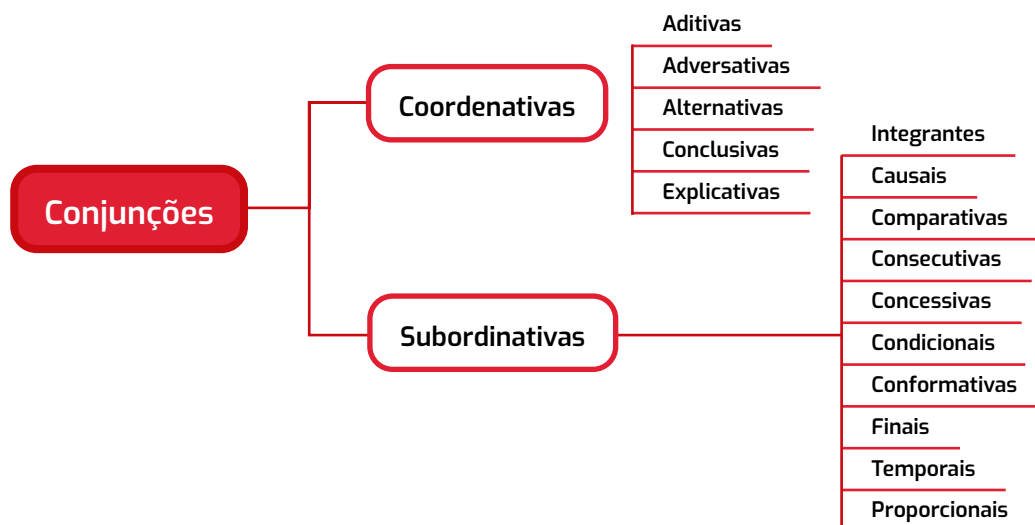 Conjunções
Coordenativas
Aditivas
Adversativas
Alternativas
Conclusivas
Explicativas
Subordinativas
Integrantes
Causais
Comparativas
Consecutivas
Concessivas
Condicionais
Conformativas
Finais
Temporais
Proporcionais